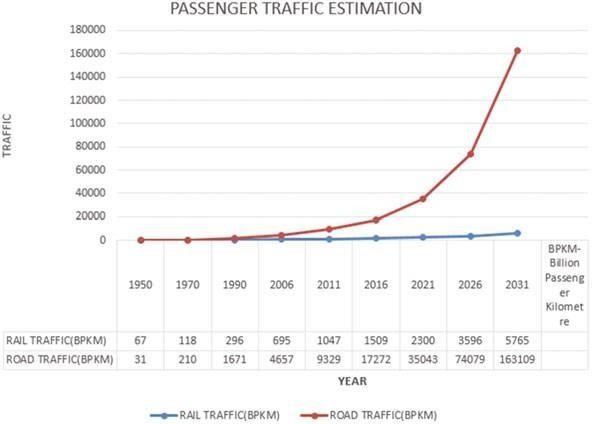 PASSENGER TRAFFIC ESTIMATION
180000
160000
140000
120000
100000
80000
60000
40000
20000
0
TRAFFIC
1950 1970 1990 2006 2011 2016 2021 2026 2031
BPKM-
Billion
Passeng
er
Kilomet
re
RAIL TRAFFIC(BPKM) 67 118 296 695 1047 1509 2300 3596 5765
ROAD TRAFFIC(BPKM) 31 210 1671 4657 9329 17272 35043 74079 163109
YEAR
RAIL TRAFFIC(BPKM) ROAD TRAFFIC(BPKM)